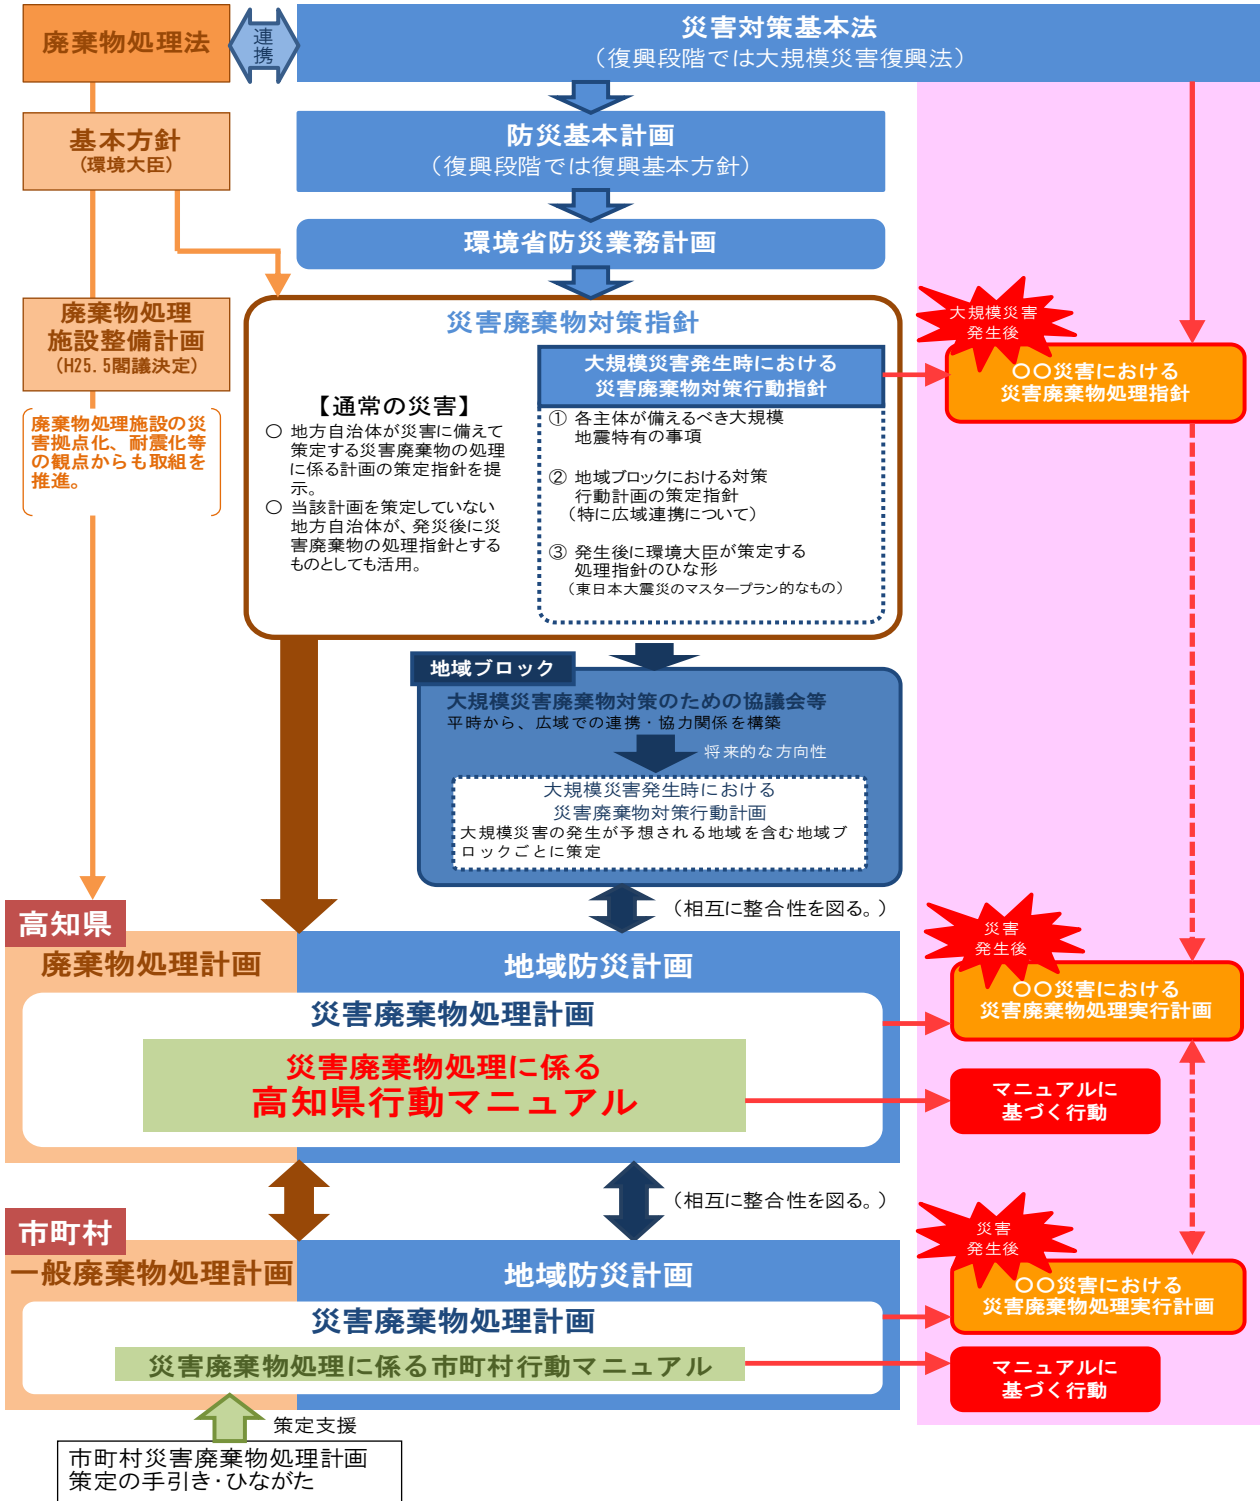 廃棄物処理法
連
携
災害対策基本法
（復興段階では大規模災害復興法）
基本方針
(環境大臣)
防災基本計画
（復興段階では復興基本方針）
環境省防災業務計画
廃棄物処理
施設整備計画
(H25.5閣議決定)
廃棄物処理施設の災
害拠点化、耐震化等
の観点からも取組を
推進。
災害廃棄物対策指針
【通常の災害】
○ 地方自治体が災害に備えて
策定する災害廃棄物の処理
に係る計画の策定指針を提
示。
○ 当該計画を策定していない
地方自治体が、発災後に災
害廃棄物の処理指針とする
ものとしても活用。
大規模災害発生時における
災害廃棄物対策行動指針
① 各主体が備えるべき大規模
地震特有の事項
② 地域ブロックにおける対策
行動計画の策定指針
（特に広域連携について）
③ 発生後に環境大臣が策定する
処理指針のひな形
（東日本大震災のマスタープラン的なもの）
大規模災害
発生後
〇〇災害における
災害廃棄物処理指針
地域ブロック
大規模災害廃棄物対策のための協議会等
平時から、広域での連携・協力関係を構築
将来的な方向性
大規模災害発生時における
災害廃棄物対策行動計画
大規模災害の発生が予想される地域を含む地域ブ
ロックごとに策定
（相互に整合性を図る。）
高知県
廃棄物処理計画
地域防災計画
災害廃棄物処理計画
災害廃棄物処理に係る
高知県行動マニュアル
災害
発生後
〇〇災害における
災害廃棄物処理実行計画
マニュアルに
基づく行動
（相互に整合性を図る。）
市町村
一般廃棄物処理計画
地域防災計画
災害廃棄物処理計画
災害廃棄物処理に係る市町村行動マニュアル
災害
発生後
〇〇災害における
災害廃棄物処理実行計画
マニュアルに
基づく行動
策定支援
市町村災害廃棄物処理計画
策定の手引き・ひながた